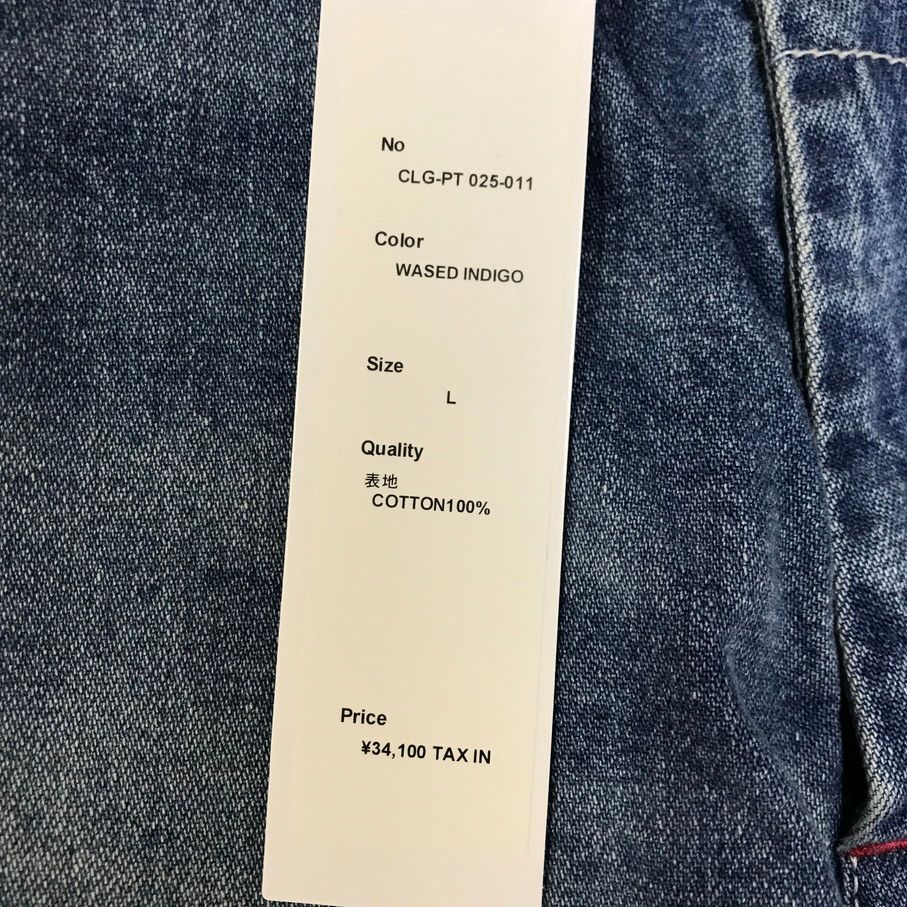 No
CLG-PT 025-011
Color
WASED INDIGO
Size
L
Quality
表地
COTTON100%
Price
¥34,100 TAX IN